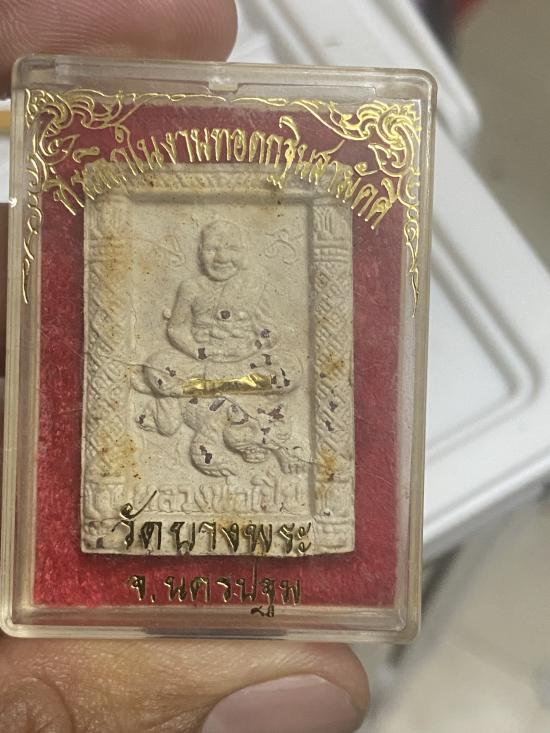 ที่ระลึกในงานทอดกฐินสามัคคี
หลวงพ่อเปิ่น
วัดบางพระ
จ.นครปฐม